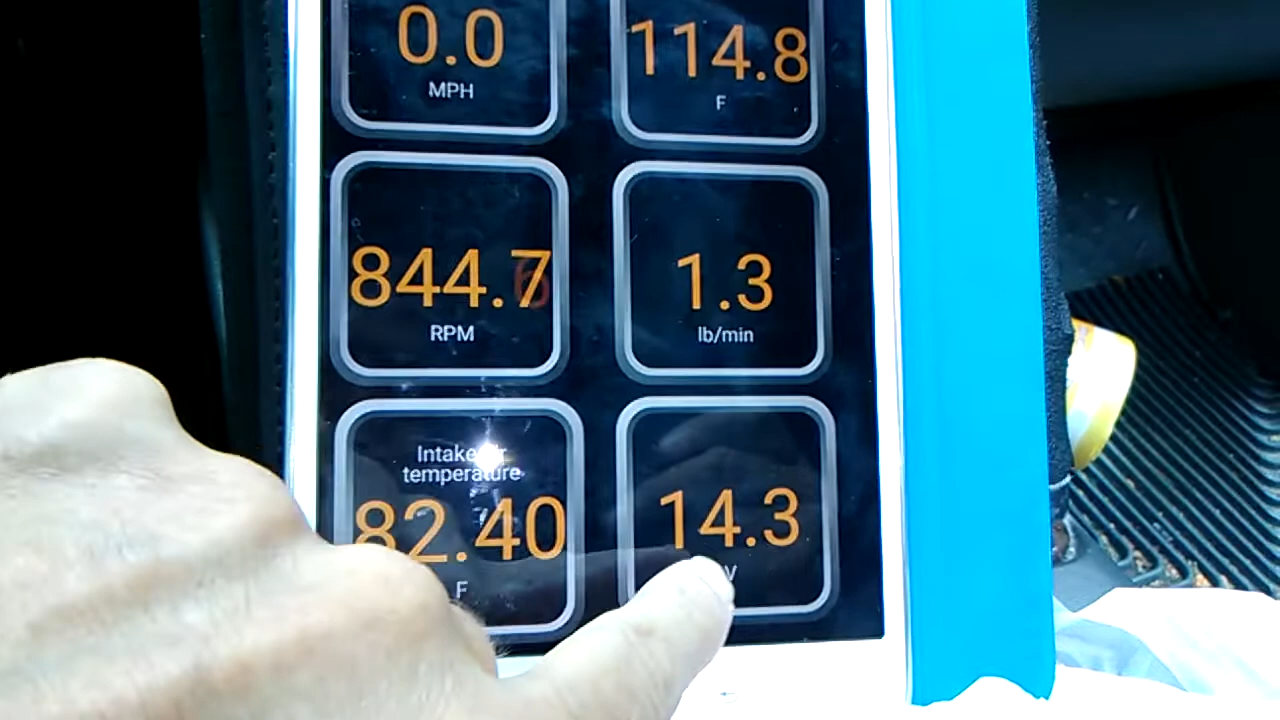 0.0
MPH
114.8
F
844.7
RPM
1.3
lb/min
Intake Air
temperature
82.40
F
14.3
V